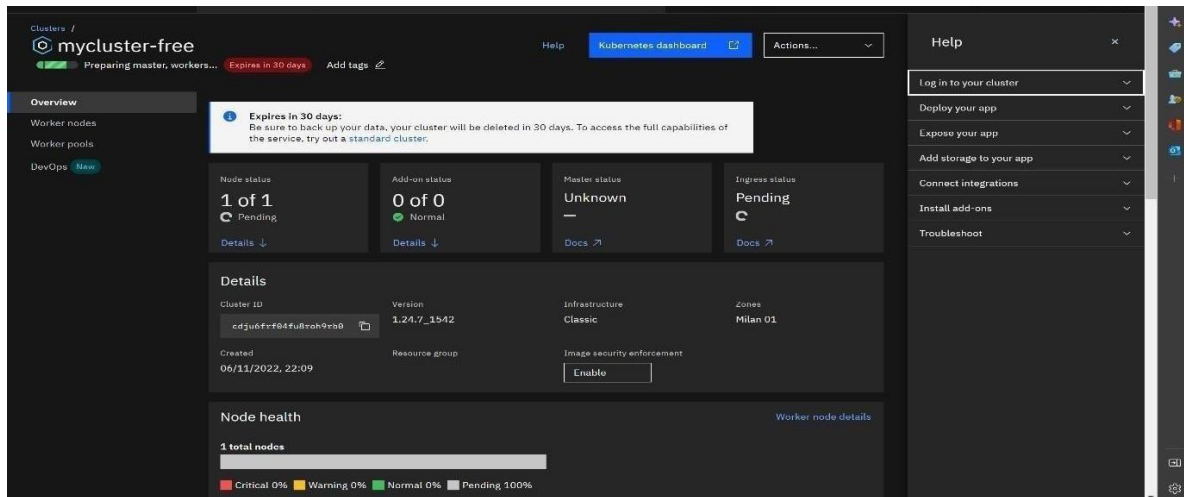 Clusters /
mycluster-free
Preparing master, workers... Expires in 30 days Add tags
Help Kubernetes dashboard Actions...
Overview
Worker nodes
Worker pools
DevOps New
Expires in 30 days:
Be sure to back up your data, your cluster will be deleted in 30 days. To access the full capabilities of
the service, try out a standard cluster.
Node status
1 of 1
Pending
Details ↓
Add-on status
0 of 0
Normal
Details ↓
Master status
Unknown
—
Docs ↗
Ingress status
Pending
Docs ↗
Details
Cluster ID
cdju6frf04fu8roh9rb0
Version
1.24.7_1542
Infrastructure
Classic
Zones
Milan 01
Created
06/11/2022, 22:09
Resource group
Image security enforcement
Enable
Node health
Worker node details
1 total nodes
Critical 0% Warning 0% Normal 0% Pending 100%
Help ×
Log in to your cluster
Deploy your app
Expose your app
Add storage to your app
Connect integrations
Install add-ons
Troubleshoot